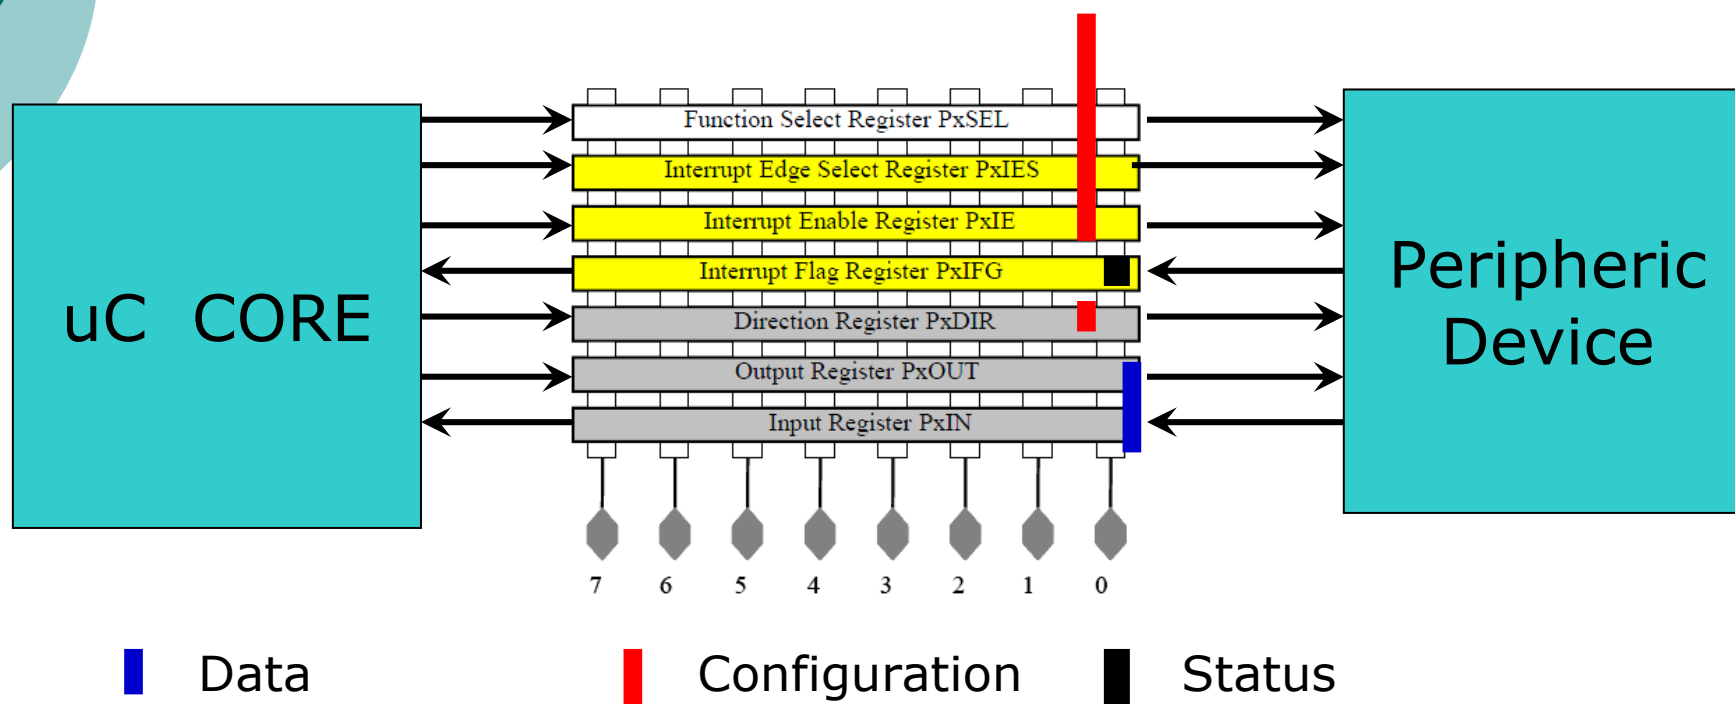 Function Select Register PxSEL
Interrupt Edge Select Register PxIES
Interrupt Enable Register PxIE
Interrupt Flag Register PxIFG
Direction Register PxDIR
Output Register PxOUT
Input Register PxIN
uC CORE
Peripheric
Device
7 6 5 4 3 2 1 0
Data Configuration Status